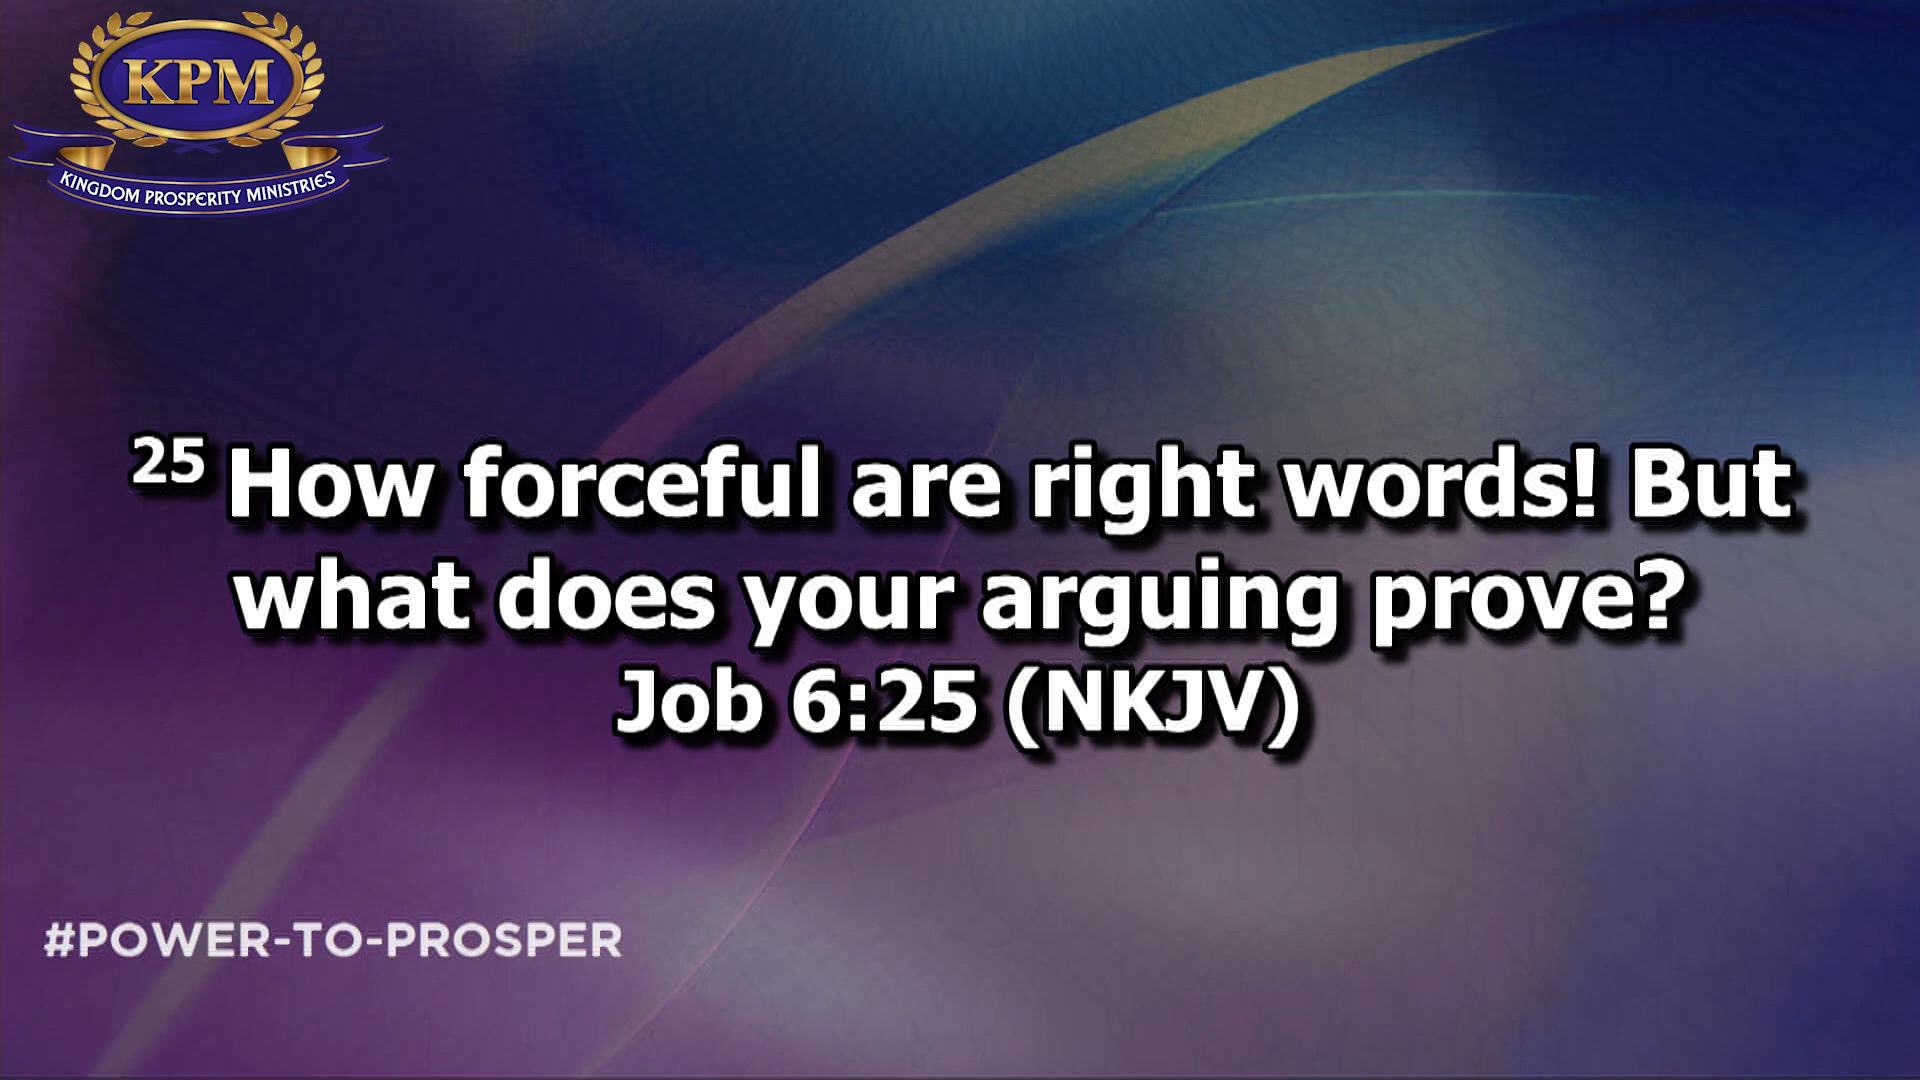 KPM
KINGDOM PROSPERITY MINISTRIES
25 How forceful are right words! But
what does your arguing prove?
Job 6:25 (NKJV)
#POWER-TO-PROSPER